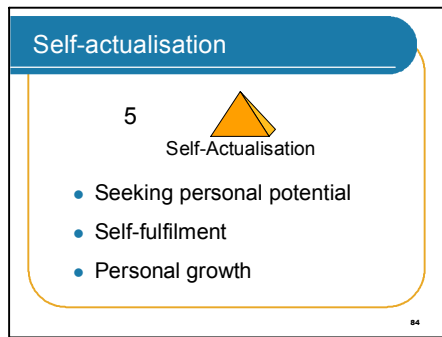 Self-actualisation
5
Self-Actualisation
Seeking personal potential
Self-fulfilment
Personal growth
84